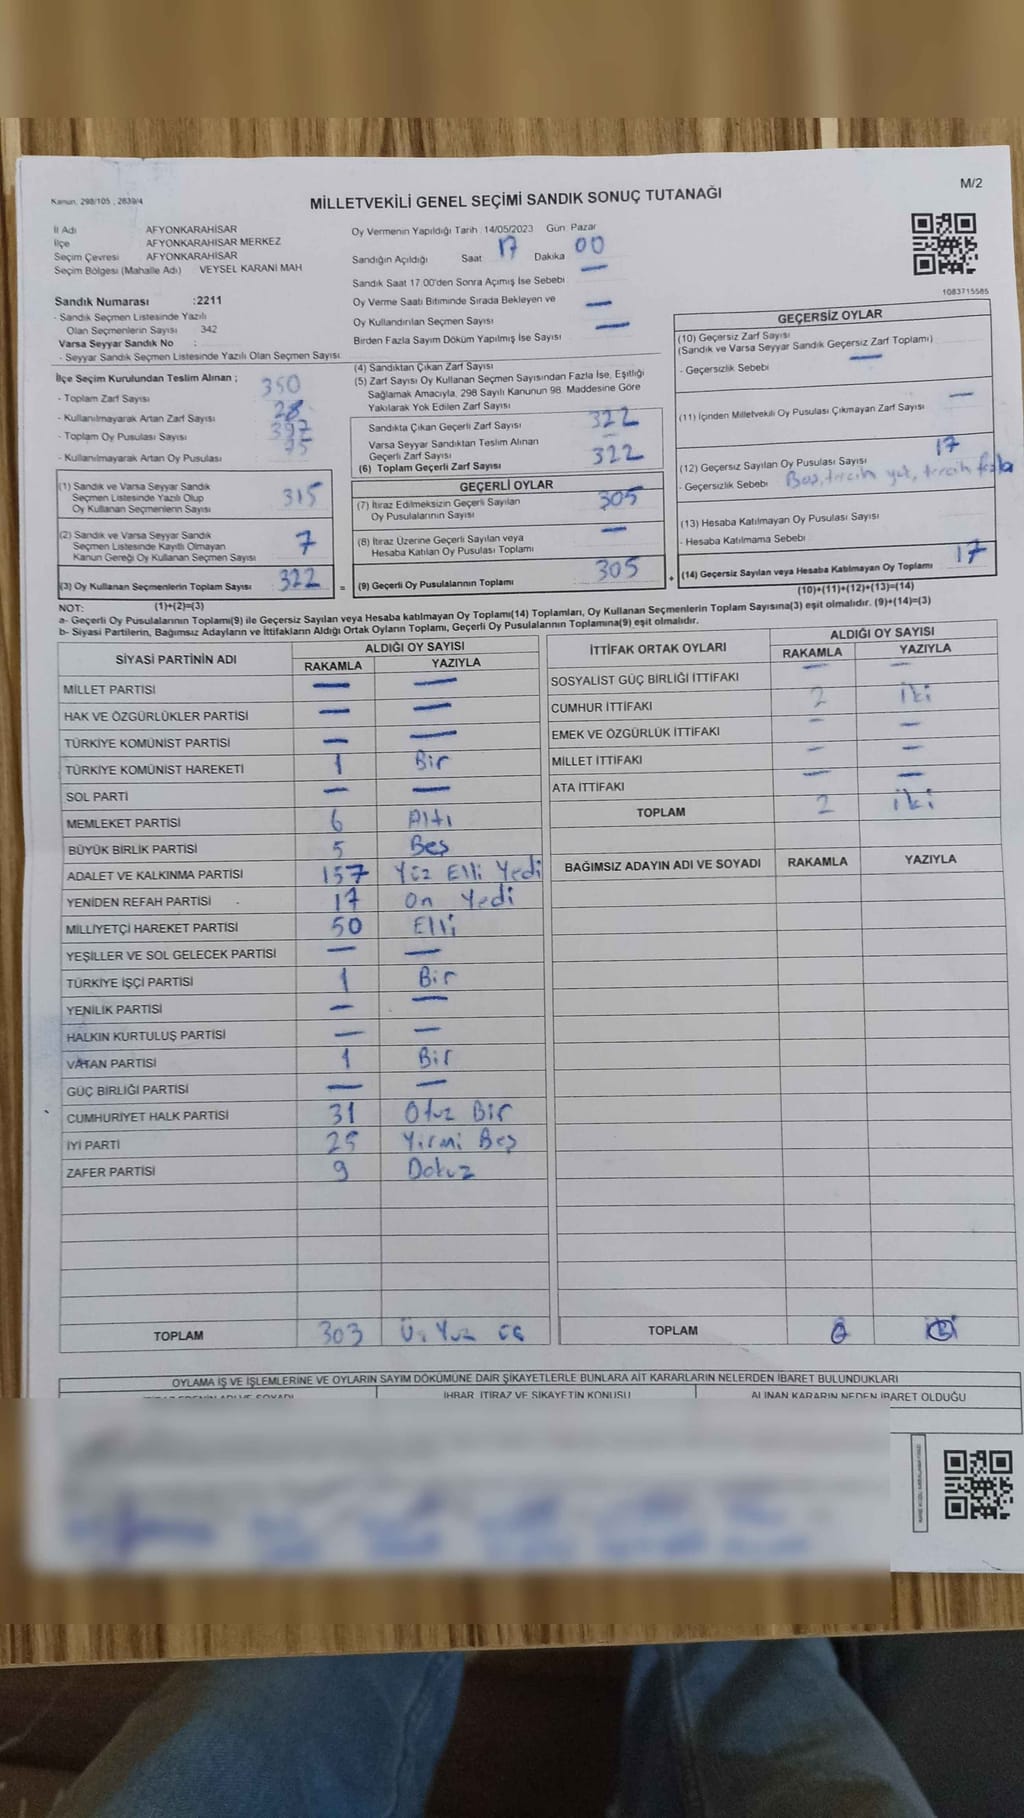 M/2
Kanun, 298/105 , 2839/4
MİLLETVEKİLİ GENEL SEÇİMİ SANDIK SONUÇ TUTANAĞI
İl Adı AFYONKARAHİSAR
İlçe AFYONKARAHİSAR MERKEZ
Seçim Çevresi AFYONKARAHİSAR
Seçim Bölgesi (Mahalle Adı) VEYSEL KARANİ MAH
Sandık Numarası :2211
- Sandık Seçmen Listesinde Yazılı
Olan Seçmenlerin Sayısı 342
Varsa Seyyar Sandık No :
- Seyyar Sandık Seçmen Listesinde Yazılı Olan Seçmen Sayısı
Oy Vermenin Yapıldığı Tarih : 14/05/2023 Gün: Pazar
Sandığın Açıldığı Saat 17 Dakika 00
Sandık Saat 17.00'den Sonra Açımış İse Sebebi —
Oy Verme Saati Bitiminde Sırada Bekleyen ve
Oy Kullandırılan Seçmen Sayısı —
Birden Fazla Sayım Döküm Yapılmış İse Sayısı —
1083715585
İlçe Seçim Kurulundan Teslim Alınan ;
- Toplam Zarf Sayısı 350
- Kullanılmayarak Artan Zarf Sayısı 28
- Toplam Oy Pusulası Sayısı
- Kullanılmayarak Artan Oy Pusulası
(1) Sandık ve Varsa Seyyar Sandık
Seçmen Listesinde Yazılı Olup
Oy Kullanan Seçmenlerin Sayısı 315
(2) Sandık ve Varsa Seyyar Sandık
Seçmen Listesinde Kayıtlı Olmayan
Kanun Gereği Oy Kullanan Seçmen Sayısı 7
(3) Oy Kullanan Seçmenlerin Toplam Sayısı 322 =
(4) Sandıktan Çıkan Zarf Sayısı
(5) Zarf Sayısı Oy Kullanan Seçmen Sayısından Fazla İse, Eşitliği
Sağlamak Amacıyla, 298 Sayılı Kanunun 98. Maddesine Göre
Yakılarak Yok Edilen Zarf Sayısı
Sandıkta Çıkan Geçerli Zarf Sayısı 322
Varsa Seyyar Sandıktan Teslim Alınan
Geçerli Zarf Sayısı —
(6) Toplam Geçerli Zarf Sayısı 322
GEÇERLİ OYLAR
(7) İtiraz Edilmeksizin Geçerli Sayılan
Oy Pusulalarının Sayısı 305
(8) İtiraz Üzerine Geçerli Sayılan veya
Hesaba Katılan Oy Pusulası Toplamı —
(9) Geçerli Oy Pusulalarının Toplamı 305 +
GEÇERSİZ OYLAR
(10) Geçersiz Zarf Sayısı
(Sandık ve Varsa Seyyar Sandık Geçersiz Zarf Toplamı)
- Geçersizlik Sebebi —
(11) İçinden Milletvekili Oy Pusulası Çıkmayan Zarf Sayısı —
(12) Geçersiz Sayılan Oy Pusulası Sayısı 17
- Geçersizlik Sebebi Boş, tercih yok, tercih fazla
(13) Hesaba Katılmayan Oy Pusulası Sayısı
- Hesaba Katılmama Sebebi
(14) Geçersiz Sayılan veya Hesaba Katılmayan Oy Toplamı 17
(10)+(11)+(12)+(13)=(14)
NOT: (1)+(2)=(3)
a- Geçerli Oy Pusulalarının Toplamı(9) ile Geçersiz Sayılan veya Hesaba katılmayan Oy Toplamı(14) Toplamları, Oy Kullanan Seçmenlerin Toplam Sayısına(3) eşit olmalıdır. (9)+(14)=(3)
b- Siyasi Partilerin, Bağımsız Adayların ve İttifakların Aldığı Ortak Oyların Toplamı, Geçerli Oy Pusulalarının Toplamına(9) eşit olmalıdır.
SİYASİ PARTİNİN ADI ALDIĞI OY SAYISI
RAKAMLA YAZIYLA
MİLLET PARTİSİ — —
HAK VE ÖZGÜRLÜKLER PARTİSİ — —
TÜRKİYE KOMÜNİST PARTİSİ — —
TÜRKİYE KOMÜNİST HAREKETİ 1 Bir
SOL PARTİ — —
MEMLEKET PARTİSİ 6 Altı
BÜYÜK BİRLİK PARTİSİ 5 Beş
ADALET VE KALKINMA PARTİSİ 157 Yüz Elli Yedi
YENİDEN REFAH PARTİSİ 17 On Yedi
MİLLİYETÇİ HAREKET PARTİSİ 50 Elli
YEŞİLLER VE SOL GELECEK PARTİSİ — —
TÜRKİYE İŞÇİ PARTİSİ 1 Bir
YENİLİK PARTİSİ — —
HALKIN KURTULUŞ PARTİSİ — —
VATAN PARTİSİ 1 Bir
GÜÇ BİRLİĞİ PARTİSİ — —
CUMHURİYET HALK PARTİSİ 31 Otuz Bir
İYİ PARTİ 25 Yirmi Beş
ZAFER PARTİSİ 9 Dokuz
TOPLAM 303 Üç Yüz Üç
İTTİFAK ORTAK OYLARI ALDIĞI OY SAYISI
RAKAMLA YAZIYLA
SOSYALİST GÜÇ BİRLİĞİ İTTİFAKI — —
CUMHUR İTTİFAKI 2 iki
EMEK VE ÖZGÜRLÜK İTTİFAKI — —
MİLLET İTTİFAKI — —
ATA İTTİFAKI — —
TOPLAM 2 iki
BAĞIMSIZ ADAYIN ADI VE SOYADI RAKAMLA YAZIYLA
TOPLAM
OYLAMA İŞ VE İŞLEMLERİNE VE OYLARIN SAYIM DÖKÜMÜNE DAİR ŞİKAYETLERLE BUNLARA AİT KARARLARIN NELERDEN İBARET BULUNDUKLARI
İHBAR, İTİRAZ VE ŞİKAYETİN KONUSU ALINAN KARARIN NEDEN İBARET OLDUĞU